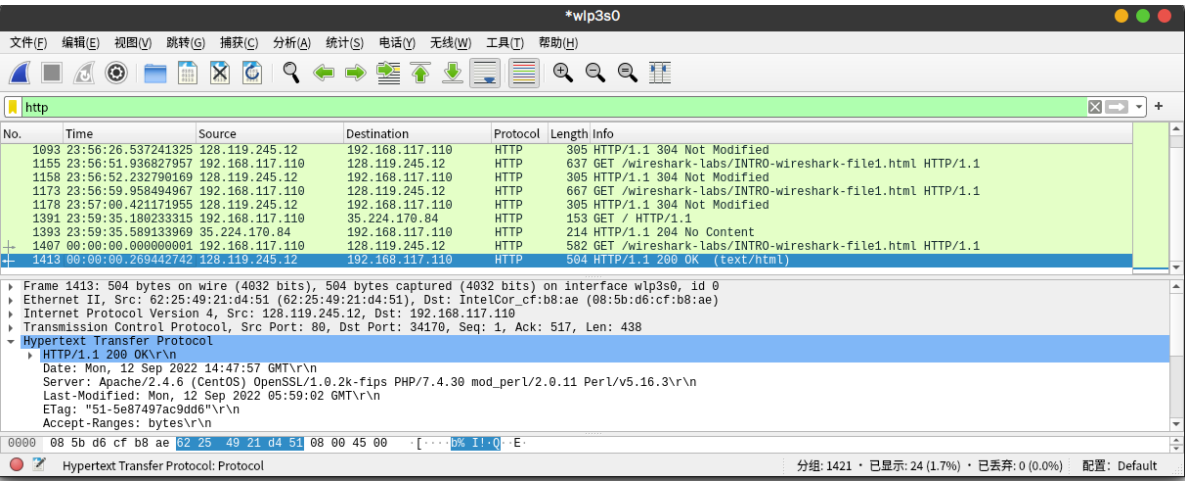 *wlp3s0
文件(F) 编辑(E) 视图(V) 跳转(G) 捕获(C) 分析(A) 统计(S) 电话(Y) 无线(W) 工具(T) 帮助(H)
http
No. Time Source Destination Protocol Length Info
1093 23:56:26.537241325 128.119.245.12 192.168.117.110 HTTP 305 HTTP/1.1 304 Not Modified
1155 23:56:51.936827957 192.168.117.110 128.119.245.12 HTTP 637 GET /wireshark-labs/INTRO-wireshark-file1.html HTTP/1.1
1158 23:56:52.232790169 128.119.245.12 192.168.117.110 HTTP 305 HTTP/1.1 304 Not Modified
1173 23:56:59.958494967 192.168.117.110 128.119.245.12 HTTP 667 GET /wireshark-labs/INTRO-wireshark-file1.html HTTP/1.1
1178 23:57:00.421171955 128.119.245.12 192.168.117.110 HTTP 305 HTTP/1.1 304 Not Modified
1391 23:59:35.180233315 192.168.117.110 35.224.170.84 HTTP 153 GET / HTTP/1.1
1393 23:59:35.589133969 35.224.170.84 192.168.117.110 HTTP 214 HTTP/1.1 204 No Content
1407 00:00:00.000000001 192.168.117.110 128.119.245.12 HTTP 582 GET /wireshark-labs/INTRO-wireshark-file1.html HTTP/1.1
1413 00:00:00.269442742 128.119.245.12 192.168.117.110 HTTP 504 HTTP/1.1 200 OK (text/html)
Frame 1413: 504 bytes on wire (4032 bits), 504 bytes captured (4032 bits) on interface wlp3s0, id 0
Ethernet II, Src: 62:25:49:21:d4:51 (62:25:49:21:d4:51), Dst: IntelCor_cf:b8:ae (08:5b:d6:cf:b8:ae)
Internet Protocol Version 4, Src: 128.119.245.12, Dst: 192.168.117.110
Transmission Control Protocol, Src Port: 80, Dst Port: 34170, Seq: 1, Ack: 517, Len: 438
Hypertext Transfer Protocol
HTTP/1.1 200 OK\r\n
Date: Mon, 12 Sep 2022 14:47:57 GMT\r\n
Server: Apache/2.4.6 (CentOS) OpenSSL/1.0.2k-fips PHP/7.4.30 mod_perl/2.0.11 Perl/v5.16.3\r\n
Last-Modified: Mon, 12 Sep 2022 05:59:02 GMT\r\n
ETag: "51-5e87497ac9dd6"\r\n
Accept-Ranges: bytes\r\n
0000 08 5b d6 cf b8 ae 62 25 49 21 d4 51 08 00 45 00 ·[····b% I!·Q··E·
Hypertext Transfer Protocol: Protocol 分组: 1421 · 已显示: 24 (1.7%) · 已丢弃: 0 (0.0%) 配置: Default